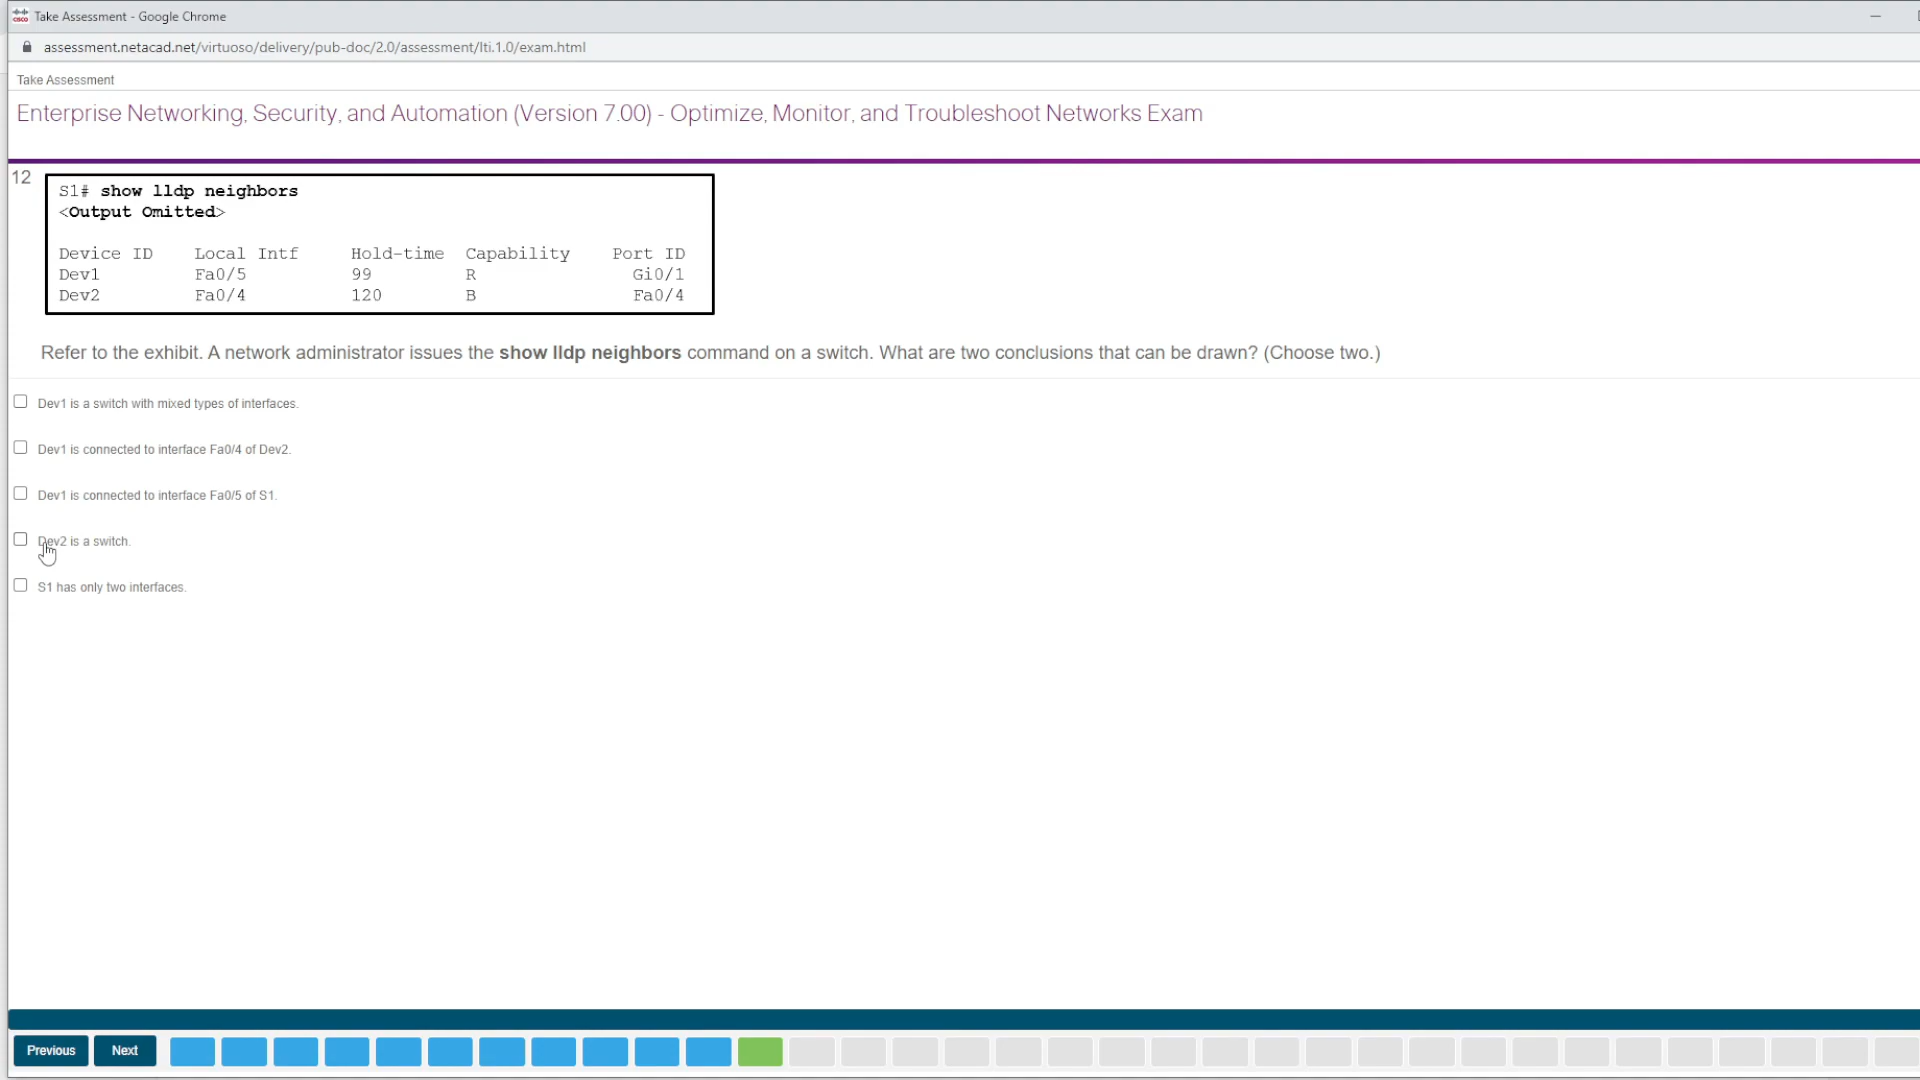 Take Assessment - Google Chrome
assessment.netacad.net/virtuoso/delivery/pub-doc/2.0/assessment/lti.1.0/exam.html
Take Assessment
Enterprise Networking, Security, and Automation (Version 7.00) - Optimize, Monitor, and Troubleshoot Networks Exam
12
S1# show lldp neighbors
<Output Omitted>
Device ID Local Intf Hold-time Capability Port ID
Dev1 Fa0/5 99 R Gi0/1
Dev2 Fa0/4 120 B Fa0/4
Refer to the exhibit. A network administrator issues the show lldp neighbors command on a switch. What are two conclusions that can be drawn? (Choose two.)
Dev1 is a switch with mixed types of interfaces.
Dev1 is connected to interface Fa0/4 of Dev2.
Dev1 is connected to interface Fa0/5 of S1.
Dev2 is a switch.
S1 has only two interfaces.
Previous Next